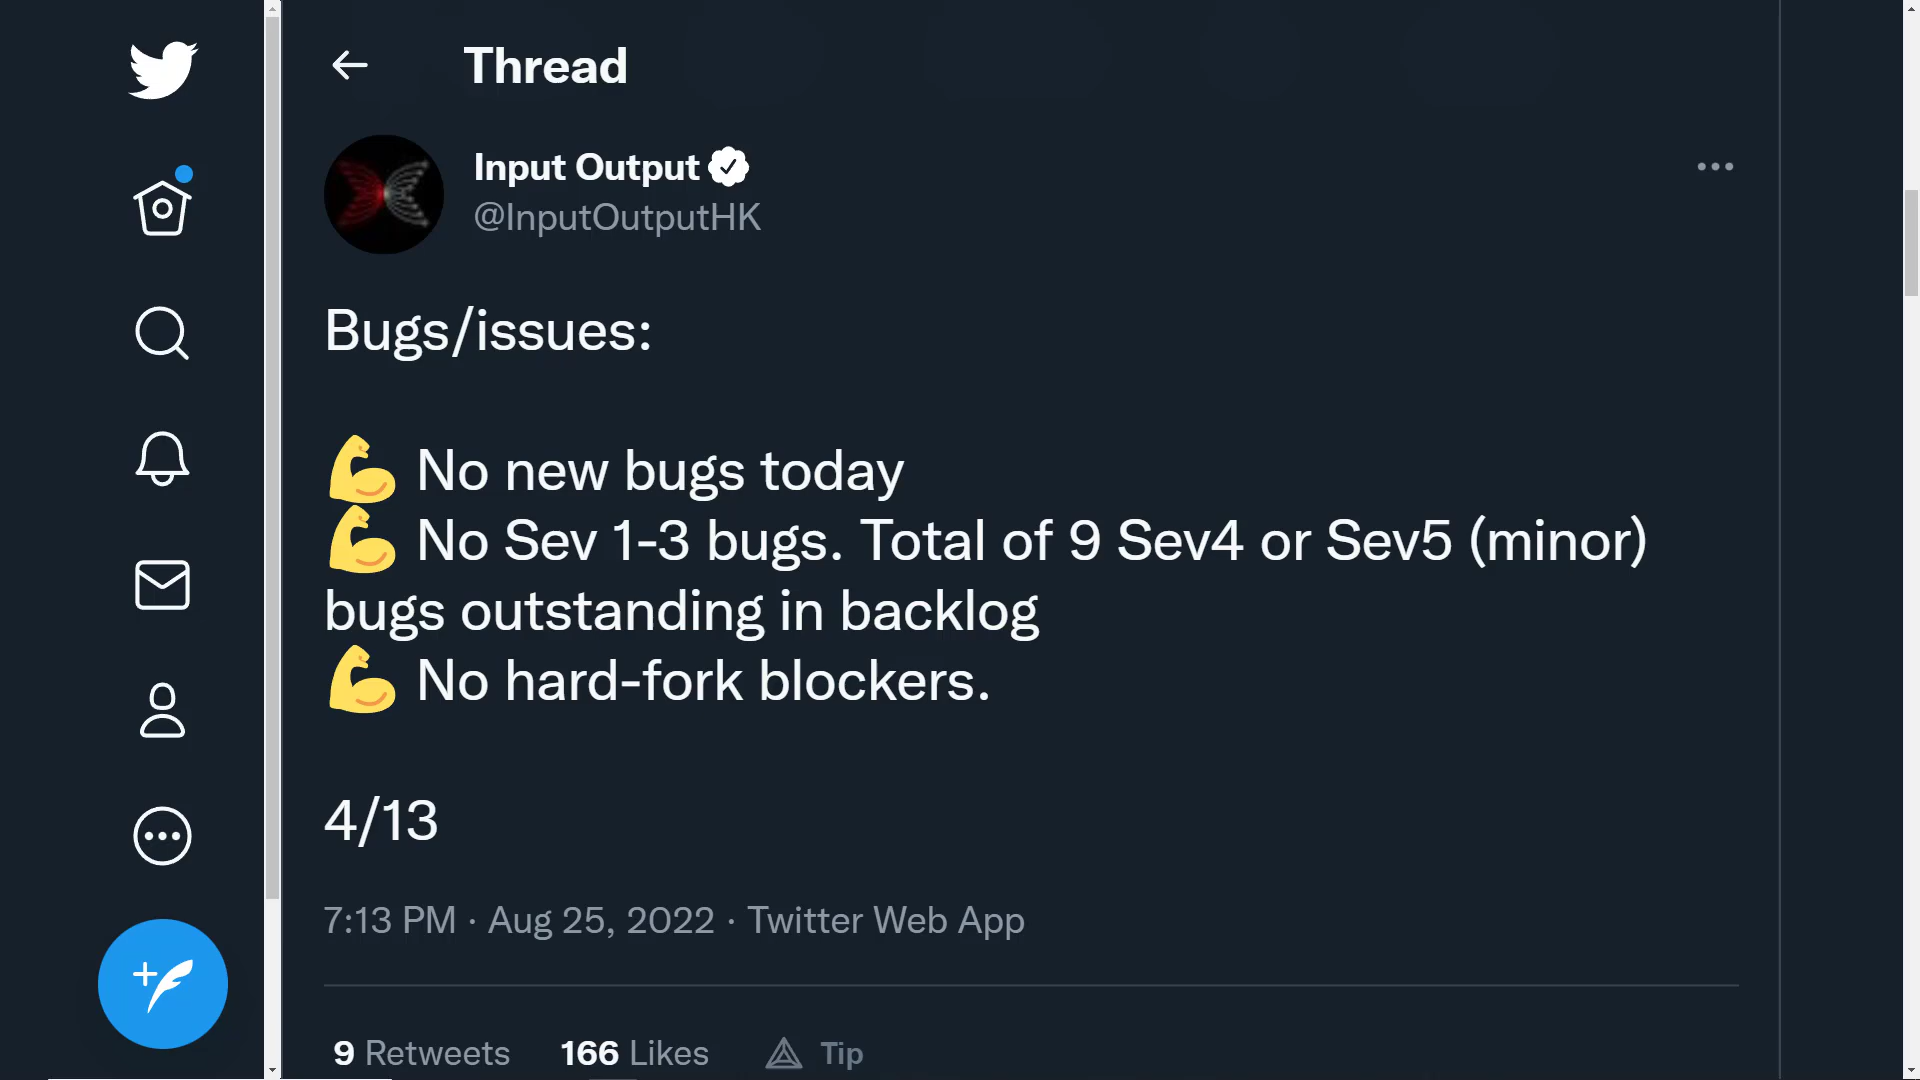 Thread
Input Output
@InputOutputHK
Bugs/issues:
💪 No new bugs today
💪 No Sev 1-3 bugs. Total of 9 Sev4 or Sev5 (minor)
bugs outstanding in backlog
💪 No hard-fork blockers.
4/13
7:13 PM · Aug 25, 2022 · Twitter Web App
9 Retweets 166 Likes Tip